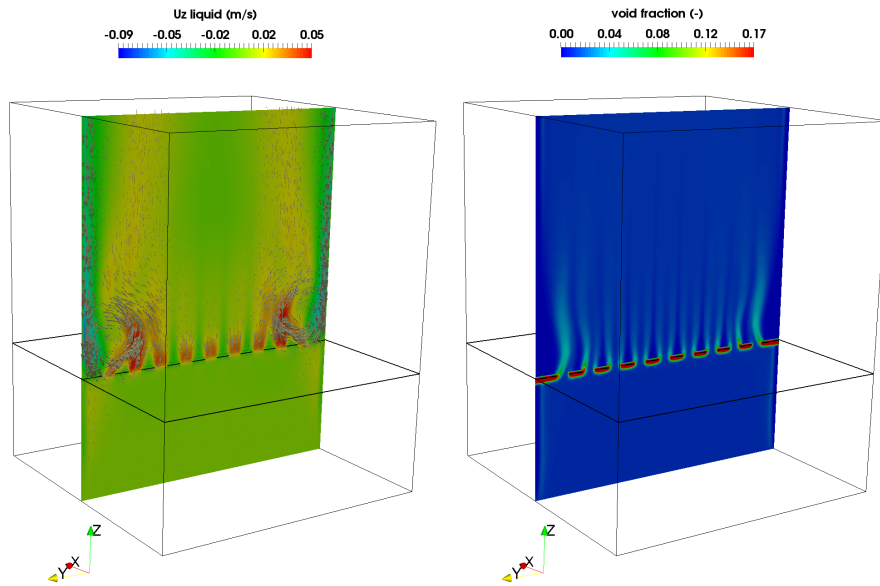 Uz liquid (m/s)
-0.09 -0.05 -0.02 0.02 0.05
void fraction (-)
0.00 0.04 0.08 0.12 0.17
Z
X
Y
Z
X
Y